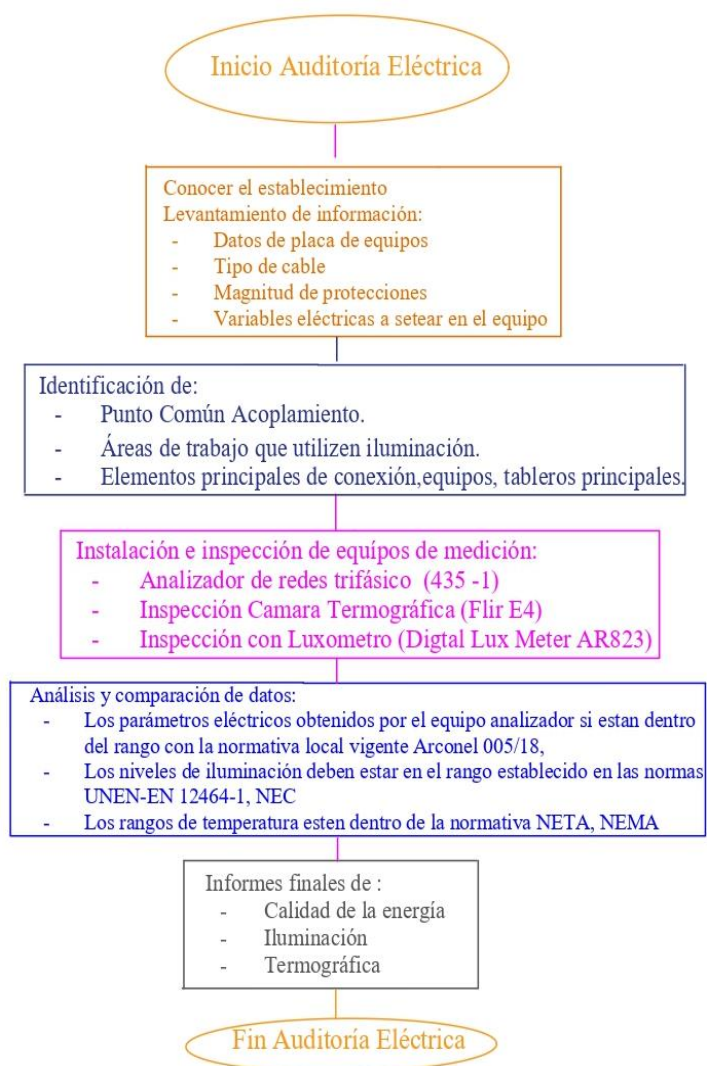 Inicio Auditoría Eléctrica
Conocer el establecimiento
Levantamiento de información:
- Datos de placa de equipos
- Tipo de cable
- Magnitud de protecciones
- Variables eléctricas a setear en el equipo
Identificación de:
- Punto Común Acoplamiento.
- Áreas de trabajo que utilizen iluminación.
- Elementos principales de conexión,equipos, tableros principales.
Instalación e inspección de equípos de medición:
- Analizador de redes trifásico (435 -1)
- Inspección Camara Termográfica (Flir E4)
- Inspección con Luxometro (Digtal Lux Meter AR823)
Análisis y comparación de datos:
- Los parámetros eléctricos obtenidos por el equipo analizador si estan dentro
del rango con la normativa local vigente Arconel 005/18,
- Los niveles de iluminación deben estar en el rango establecido en las normas
UNEN-EN 12464-1, NEC
- Los rangos de temperatura esten dentro de la normativa NETA, NEMA
Informes finales de :
- Calidad de la energía
- Iluminación
- Termográfica
Fin Auditoría Eléctrica